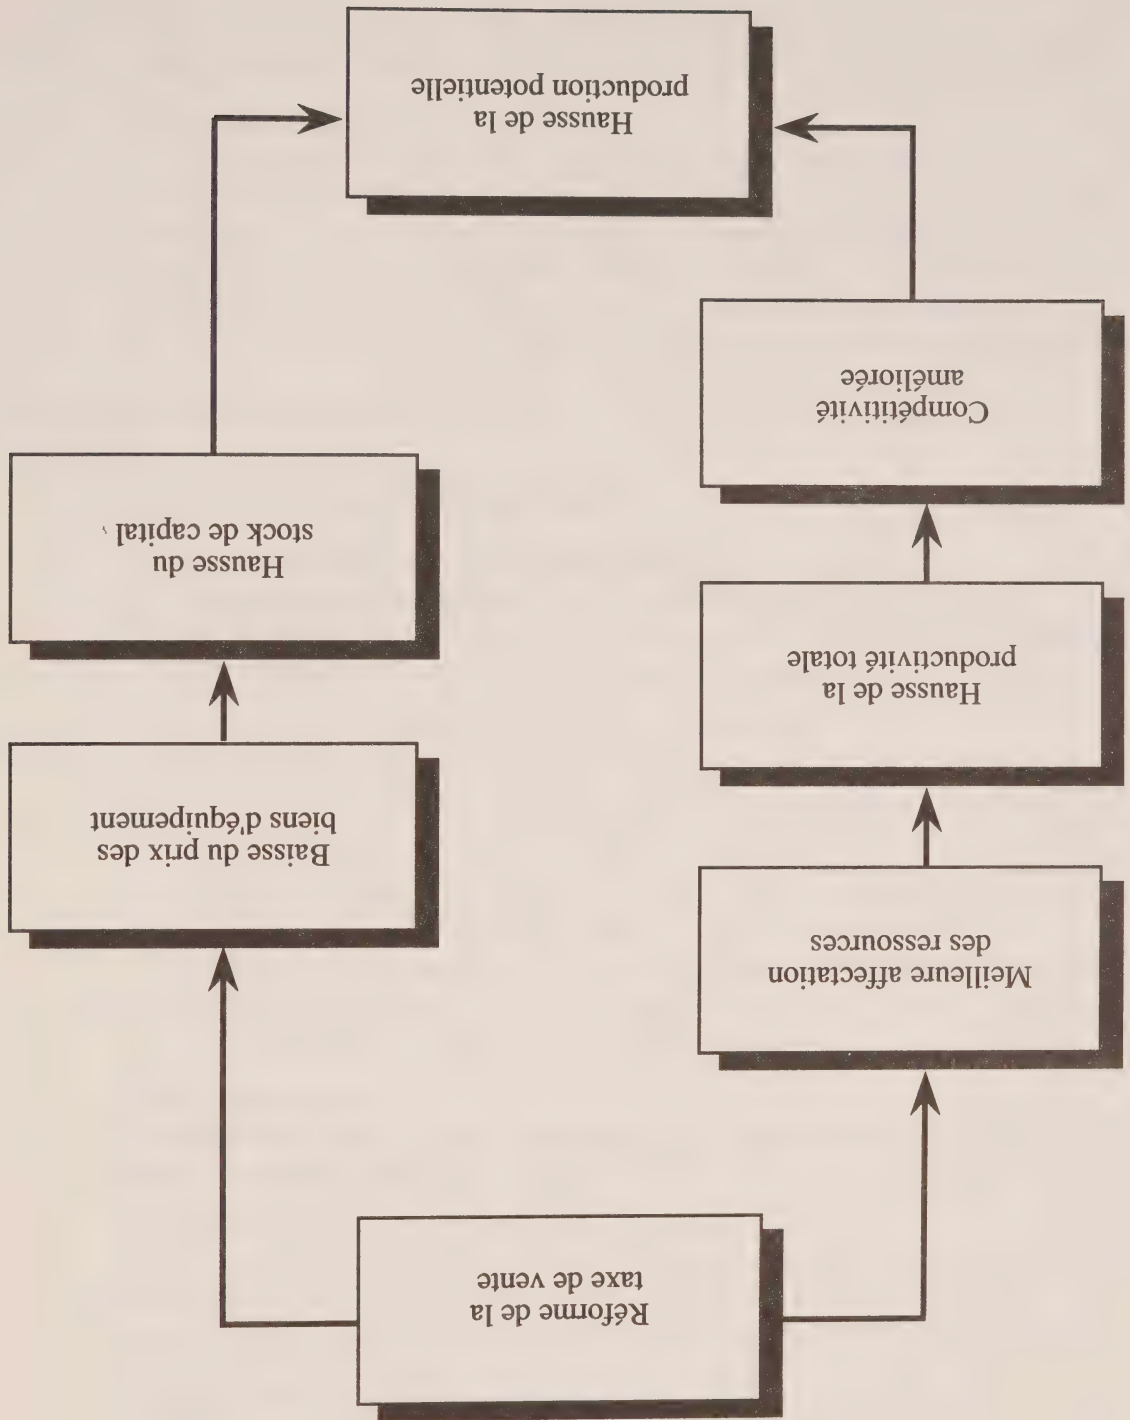 Réforme de la
taxe de vente
Meilleure affectation
des ressources
Baisse du prix des
biens d'équipement
Hausse de la
productivité totale
Hausse du
stock de capital
Compétitivité
améliorée
Hausse de la
production potentielle